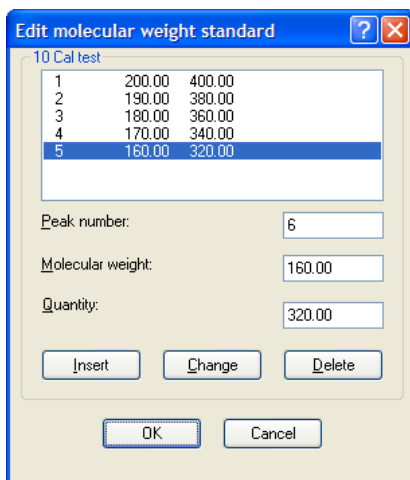 Edit molecular weight standard
10 Cal test
1 200.00 400.00
2 190.00 380.00
3 180.00 360.00
4 170.00 340.00
5 160.00 320.00
Peak number: 6
Molecular weight: 160.00
Quantity: 320.00
Insert Change Delete
OK Cancel